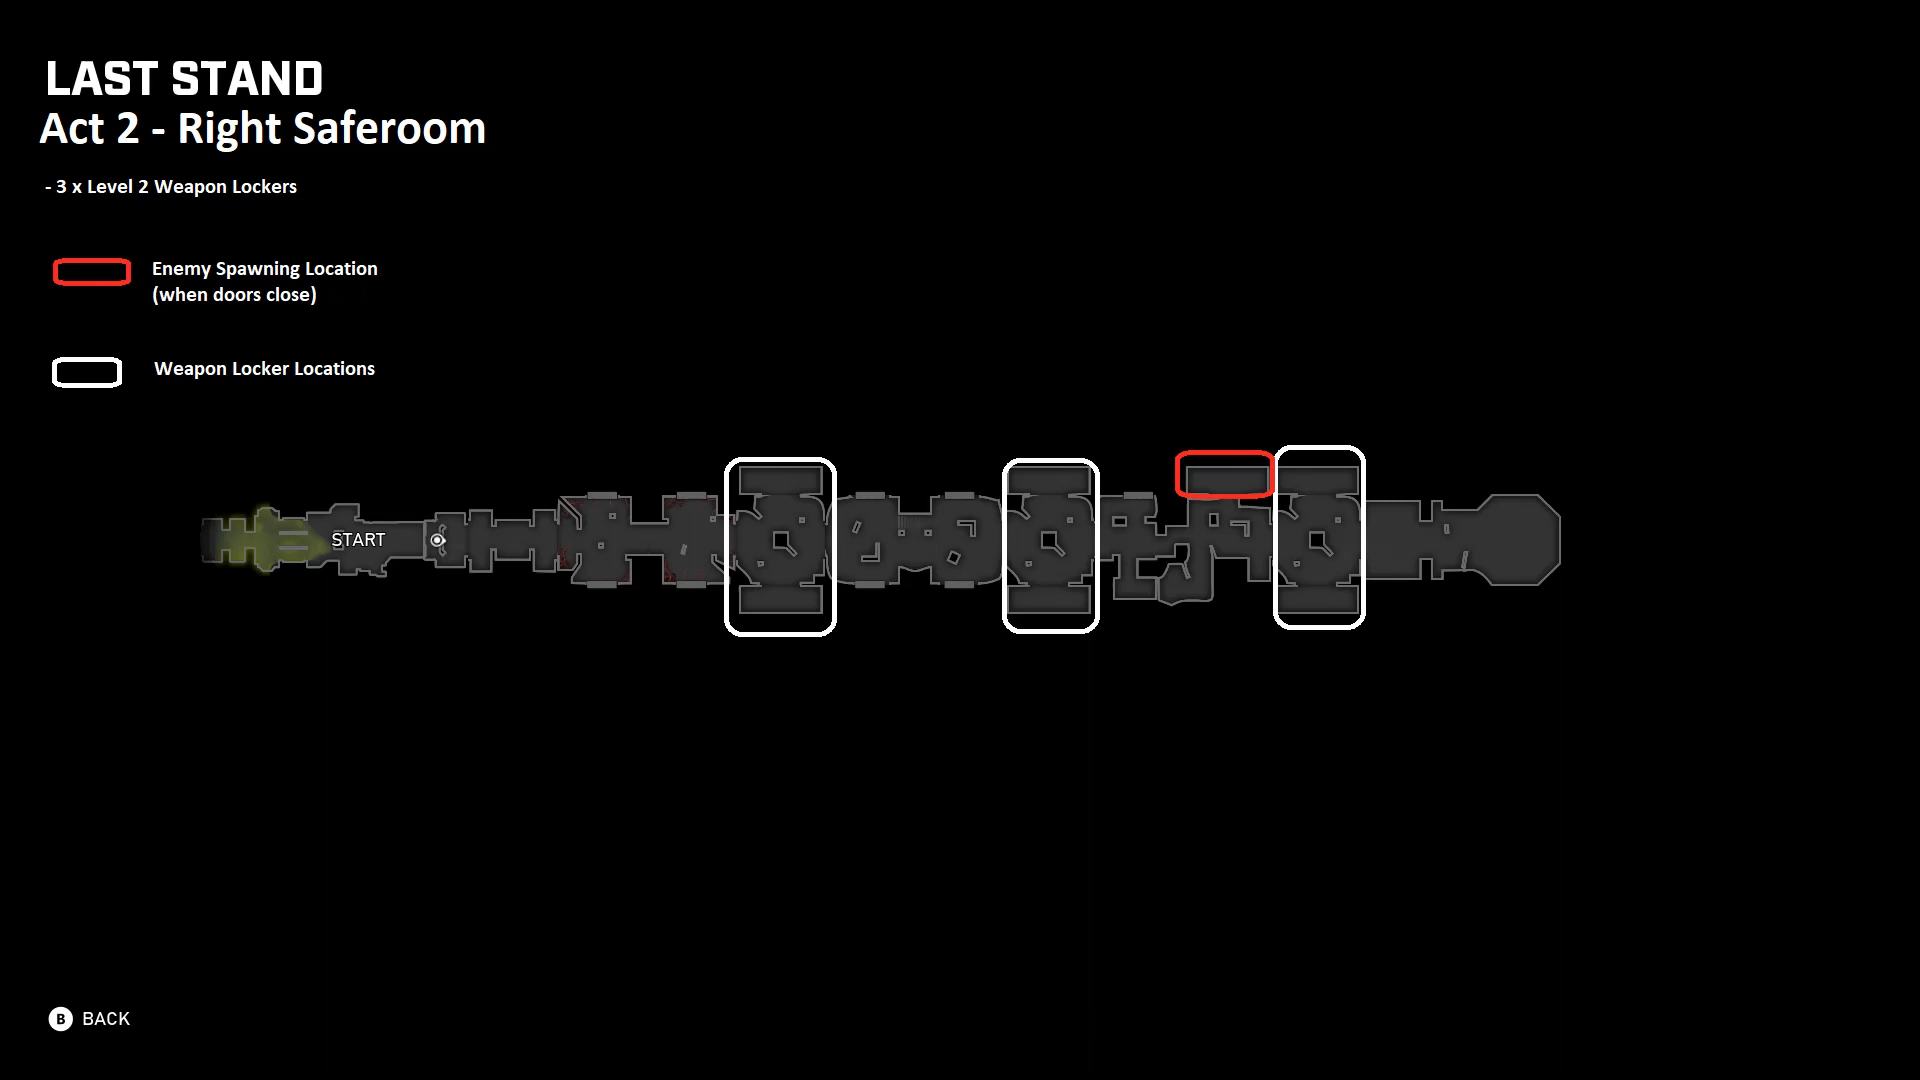 LAST STAND
Act 2 - Right Saferoom
- 3 x Level 2 Weapon Lockers
Enemy Spawning Location
(when doors close)
Weapon Locker Locations
START
B BACK